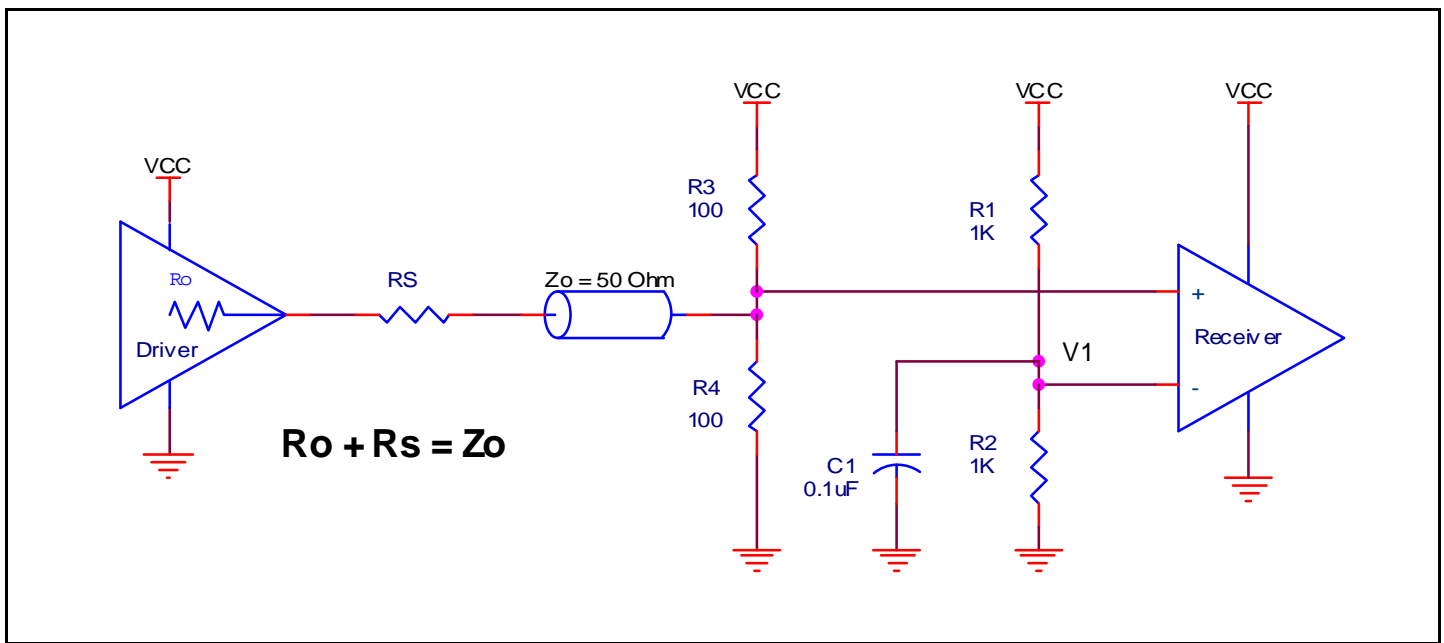 VCC
VCC
VCC
VCC
R3
100
R1
1K
Ro
RS
Zo = 50 Ohm
+
Driver
Receiver
V1
-
R4
100
Ro + Rs = Zo
R2
1K
C1
0.1uF